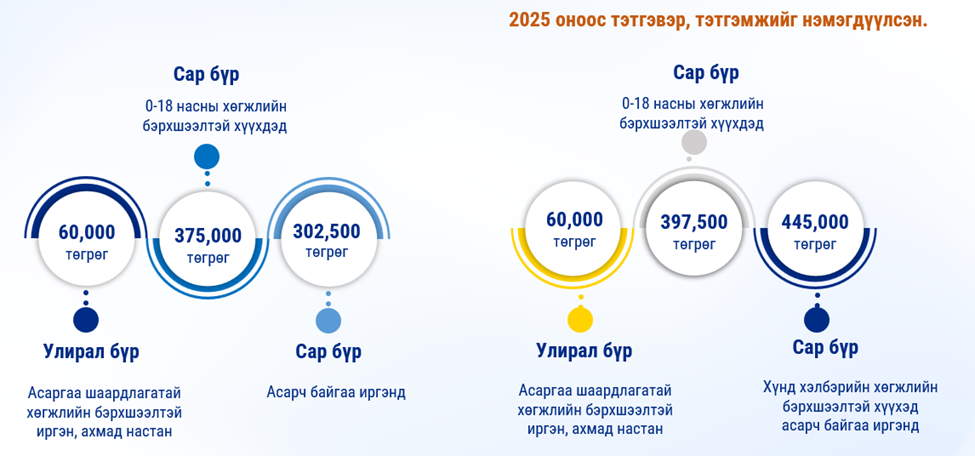 2025 оноос тэтгэвэр, тэтгэмжийг нэмэгдүүлсэн.
Сар бүр
0-18 насны хөгжлийн
бэрхшээлтэй хүүхдэд
60,000
төгрөг
375,000
төгрөг
302,500
төгрөг
Улирал бүр
Асаргаа шаардлагатай
хөгжлийн бэрхшээлтэй
иргэн, ахмад настан
Сар бүр
Асарч байгаа иргэнд
Сар бүр
0-18 насны хөгжлийн
бэрхшээлтэй хүүхдэд
60,000
төгрөг
397,500
төгрөг
445,000
төгрөг
Улирал бүр
Асаргаа шаардлагатай
хөгжлийн бэрхшээлтэй
иргэн, ахмад настан
Сар бүр
Хүнд хэлбэрийн хөгжлийн
бэрхшээлтэй хүүхэд
асарч байгаа иргэнд